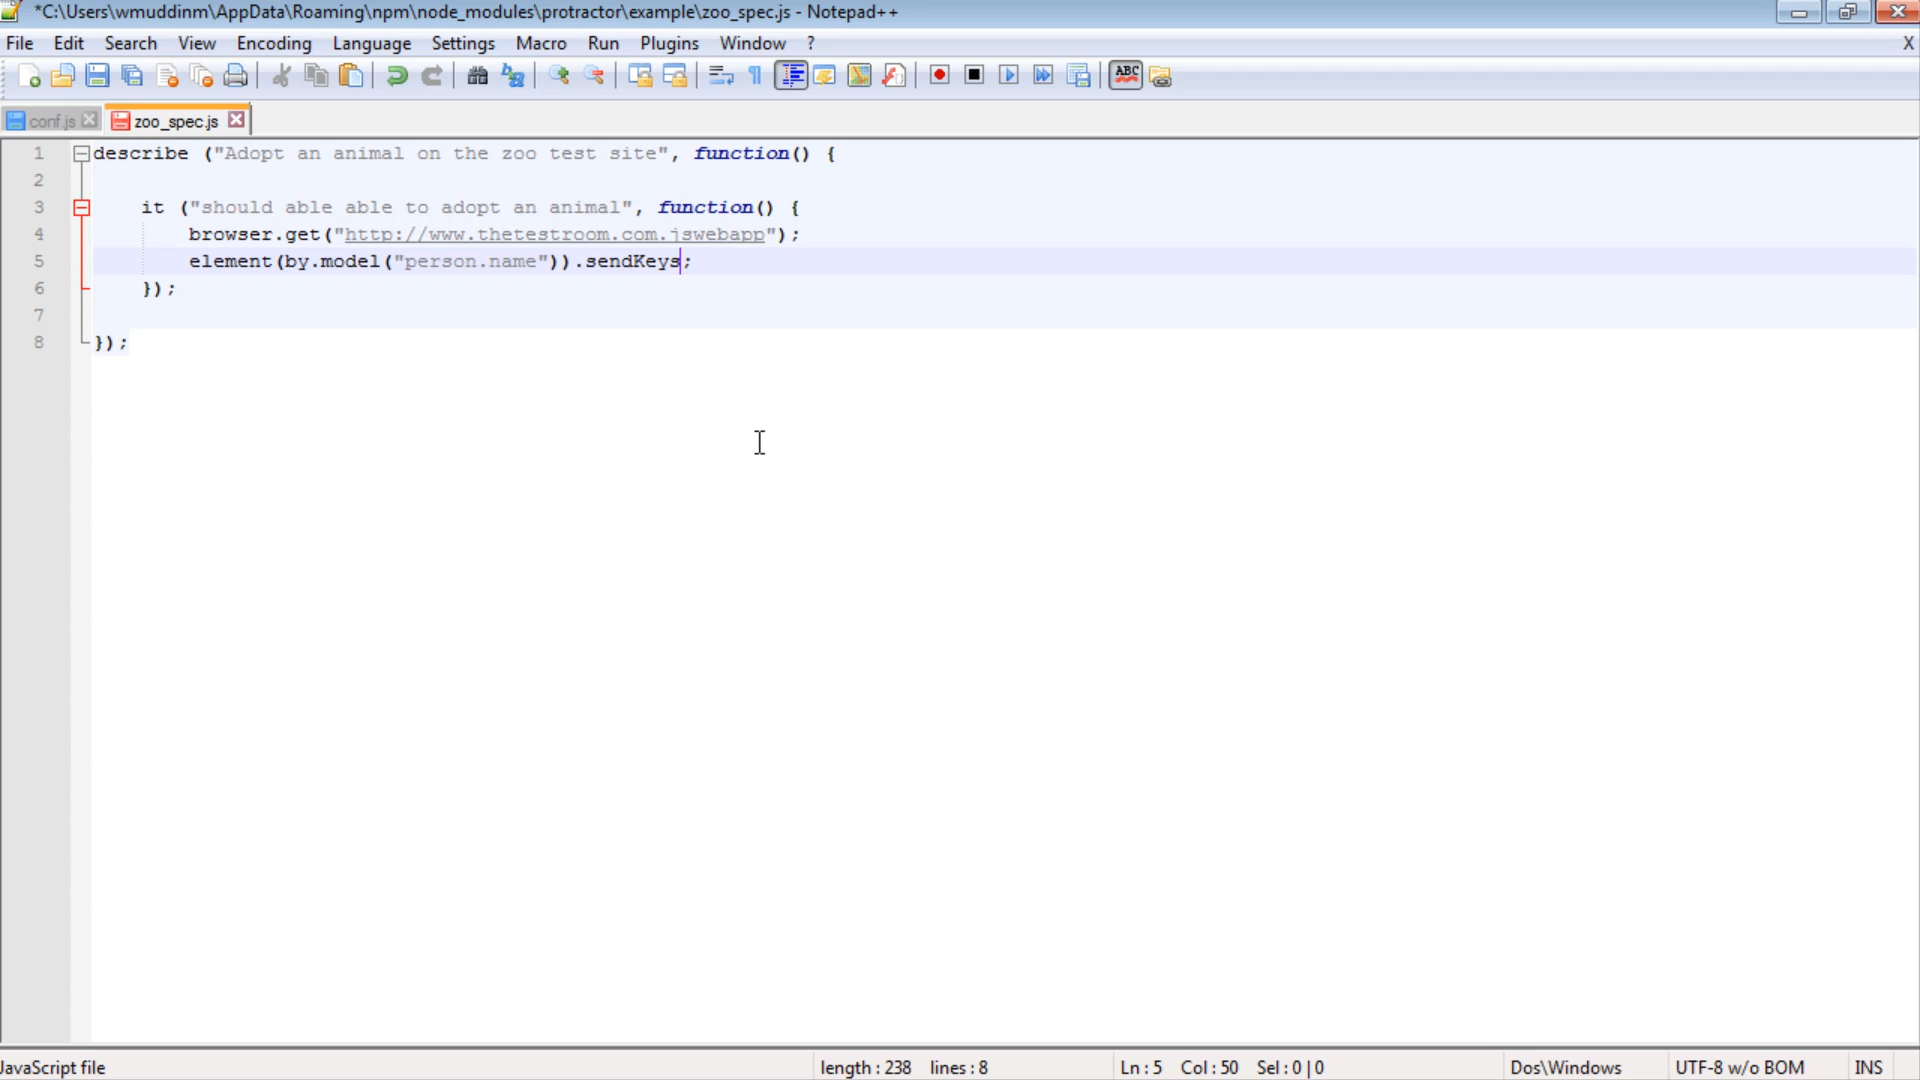 *C:\Users\wmuddinm\AppData\Roaming\npm\node_modules\protractor\example\zoo_spec.js - Notepad++
File Edit Search View Encoding Language Settings Macro Run Plugins Window ? X
ABC
conf.js zoo_spec.js
1 describe ("Adopt an animal on the zoo test site", function() {
2
3 it ("should able able to adopt an animal", function() {
4 browser.get("http://www.thetestroom.com.jswebapp");
5 element(by.model("person.name")).sendKeys;
6 });
7
8 });
JavaScript file length : 238 lines : 8 Ln : 5 Col : 50 Sel : 0 | 0 Dos\Windows UTF-8 w/o BOM INS